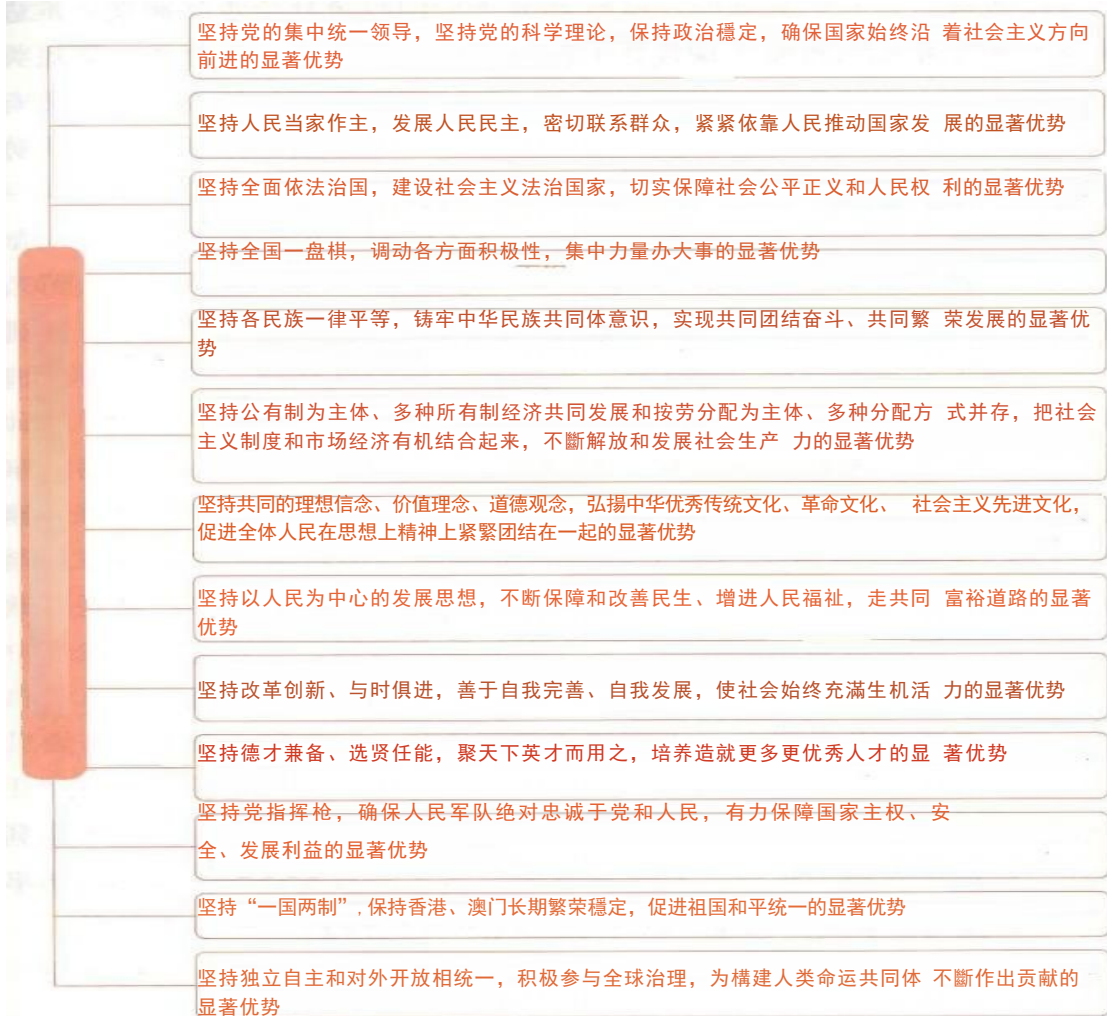 坚持党的集中统一领导，坚持党的科学理论，保持政治穩定，确保国家始终沿 着社会主义方向
前进的显著优势
坚持人民当家作主，发展人民民主，密切联系群众，紧紧依靠人民推动国家发 展的显著优势
坚持全面依法治国，建设社会主义法治国家，切实保障社会公平正义和人民权 利的显著优势
坚持全国一盘棋，调动各方面积极性，集中力量办大事的显著优势
坚持各民族一律平等，铸牢中华民族共同体意识，实现共同团结奋斗、共同繁 荣发展的显著优
势
坚持公有制为主体、多种所有制经济共同发展和按劳分配为主体、多种分配方 式并存，把社会
主义制度和市场经济有机结合起来，不斷解放和发展社会生产 力的显著优势
坚持共同的理想信念、价值理念、道德观念，弘揚中华优秀传统文化、革命文化、 社会主义先进文化，
促进全体人民在思想上精神上紧緊团结在一起的显著优势
坚持以人民为中心的发展思想，不断保障和改善民生、增进人民福祉，走共同 富裕道路的显著
优势
坚持改革创新、与时俱进，善于自我完善、自我发展，使社会始终充滿生机活 力的显著优势
坚持德才兼备、选贤任能，聚天下英才而用之，培养造就更多更优秀人才的显 著优势
坚持党指挥枪，确保人民军队绝对忠诚于党和人民，有力保障国家主权、安
全、发展利益的显著优势
坚持“一国两制”,保持香港、澳门长期繁荣穩定，促进祖国和平统一的显著优势
坚持独立自主和对外开放相统一，积极参与全球治理，为構建人类命运共同体 不斷作出贡献的
显著优势